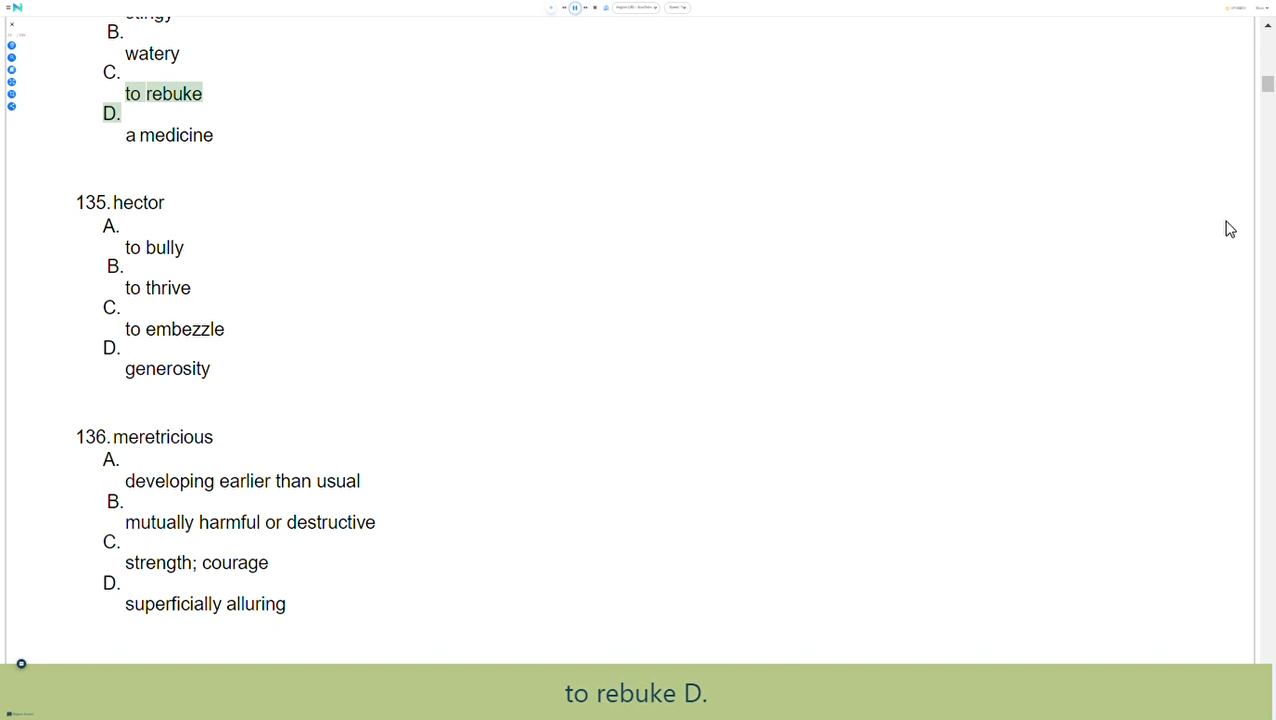 stingy
B.
watery
C.
to rebuke
D.
a medicine
135. hector
A.
to bully
B.
to thrive
C.
to embezzle
D.
generosity
136. meretricious
A.
developing earlier than usual
B.
mutually harmful or destructive
C.
strength; courage
D.
superficially alluring
to rebuke D.